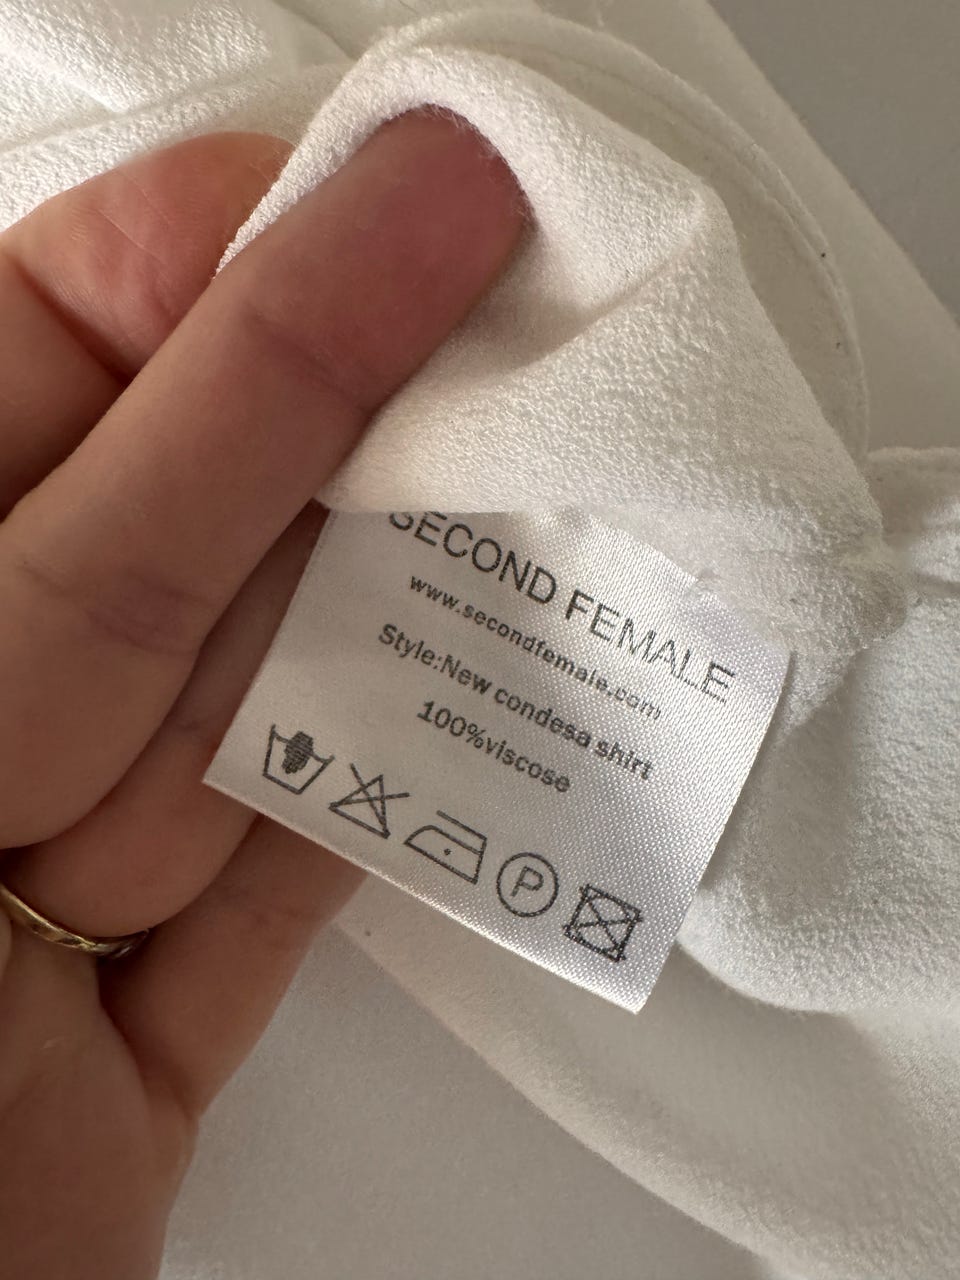 SECOND FEMALE
www.secondfemale.com
Style:New condesa shirt
100%viscose
P